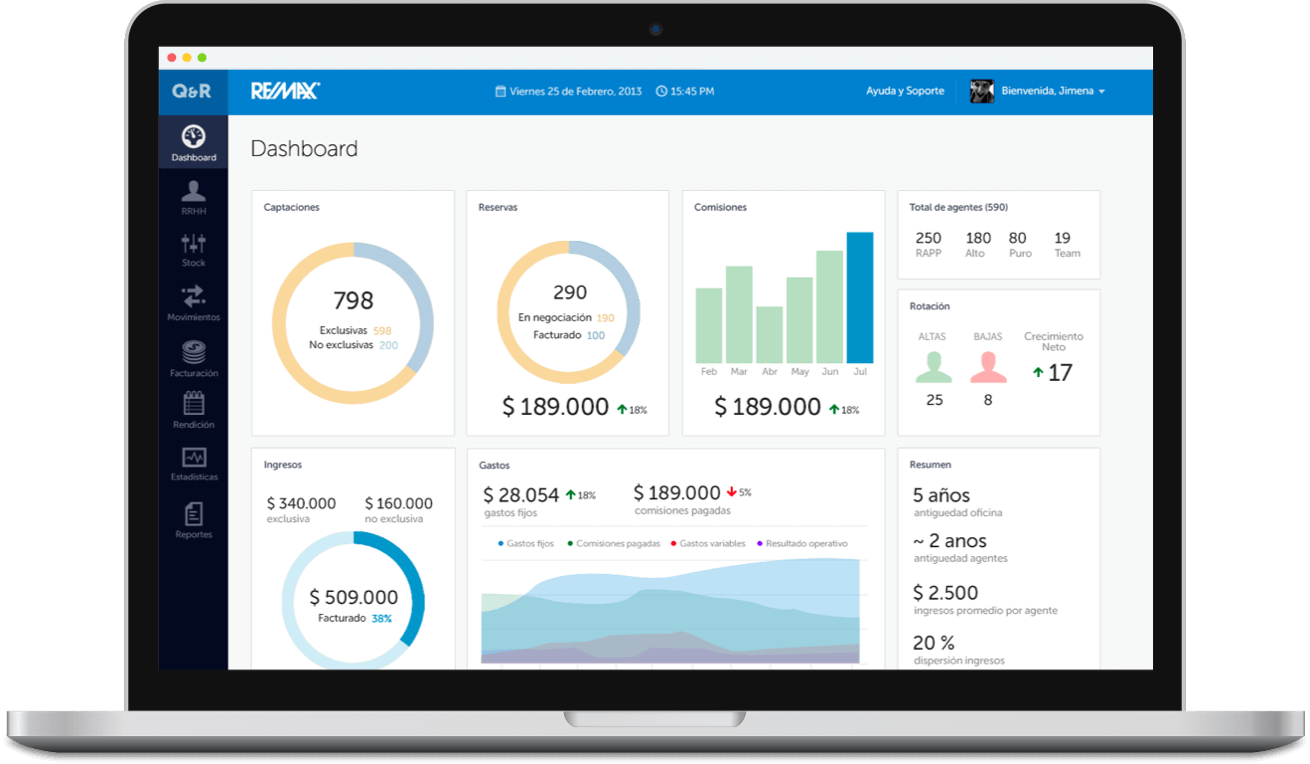 Q&R
RE/MAX
Viernes 25 de Febrero, 2013
15:45 PM
Ayuda y Soporte
Bienvenida, Jimena
Dashboard
RRHH
Stock
Movimientos
Facturación
Rendición
Estadísticas
Reportes
Dashboard
Captaciones
798
Exclusivas 598
No exclusivas 200
Reservas
290
En negociación 190
Facturado 100
$ 189.000 18%
Comisiones
Feb Mar Abr May Jun Jul
$ 189.000 18%
Total de agentes (590)
250 180 80 19
RAPP Alto Puro Team
Rotación
ALTAS BAJAS Crecimiento
Neto
17
25 8
Ingresos
$ 340.000 $ 160.000
exclusiva no exclusiva
$ 509.000
Facturado 38%
Gastos
$ 28.054 18% $ 189.000 5%
gastos fijos comisiones pagadas
Gastos fijos Comisiones pagadas Gastos variables Resultado operativo
Resumen
5 años
antiguedad oficina
~ 2 anos
antiguedad agentes
$ 2.500
ingresos promedio por agente
20 %
dispersión ingresos